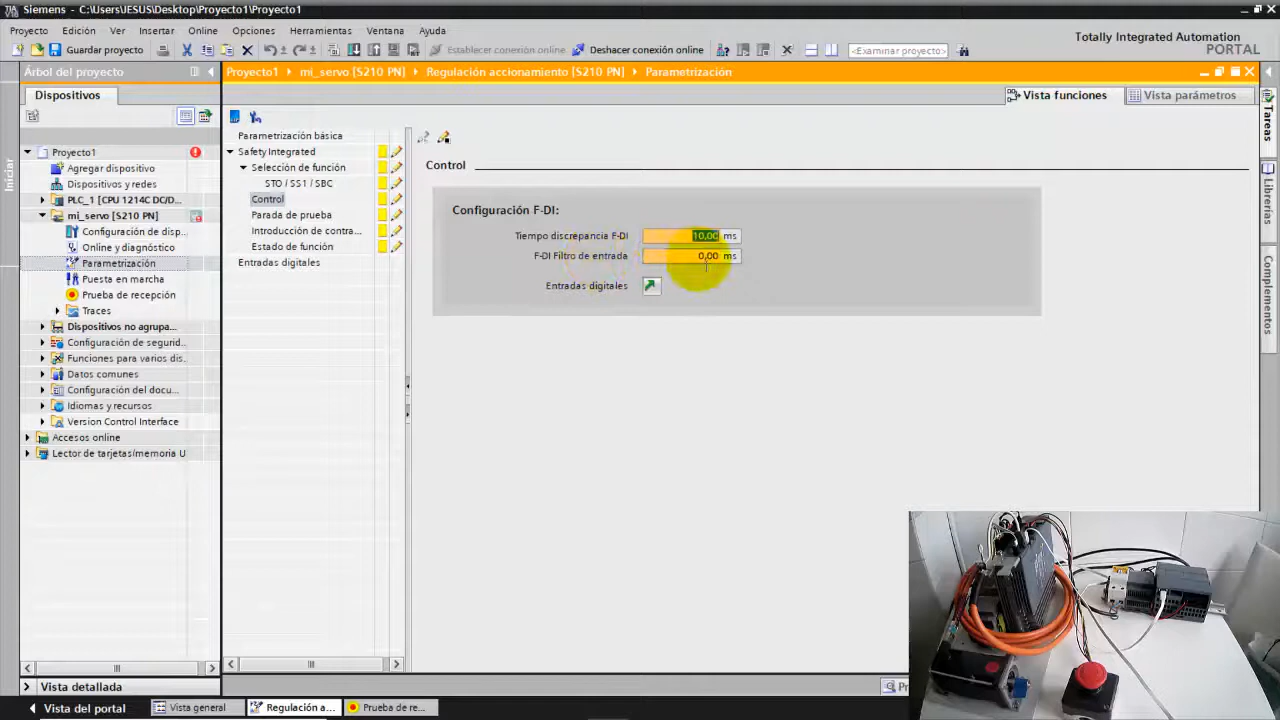 Siemens - C:\Users\JESUS\Desktop\Proyecto1\Proyecto1
Proyecto Edición Ver Insertar Online Opciones Herramientas Ventana Ayuda
Totally Integrated Automation
PORTAL
Guardar proyecto
Establecer conexión online
Deshacer conexión online
<Examinar proyecto>
Árbol del proyecto
Proyecto1 mi_servo [S210 PN] Regulación accionamiento [S210 PN] Parametrización
Dispositivos
Vista funciones
Vista parámetros
Iniciar
Proyecto1
Agregar dispositivo
Dispositivos y redes
PLC_1 [CPU 1214C DC/D...
mi_servo [S210 PN]
Configuración de disp...
Online y diagnóstico
Parametrización
Puesta en marcha
Prueba de recepción
Traces
Dispositivos no agrupa...
Configuración de segurid...
Funciones para varios dis...
Datos comunes
Configuración del docu...
Idiomas y recursos
Version Control Interface
Accesos online
Lector de tarjetas/memoria U
Vista detallada
Parametrización básica
Safety Integrated
Selección de función
STO / SS1 / SBC
Control
Parada de prueba
Introducción de contra...
Estado de función
Entradas digitales
Control
Configuración F-DI:
Tiempo discrepancia F-DI 10,00 ms
F-DI Filtro de entrada 0,00 ms
Entradas digitales
Tareas
Librerías
Complementos
Vista del portal
Vista general
Regulación a...
Prueba de re...